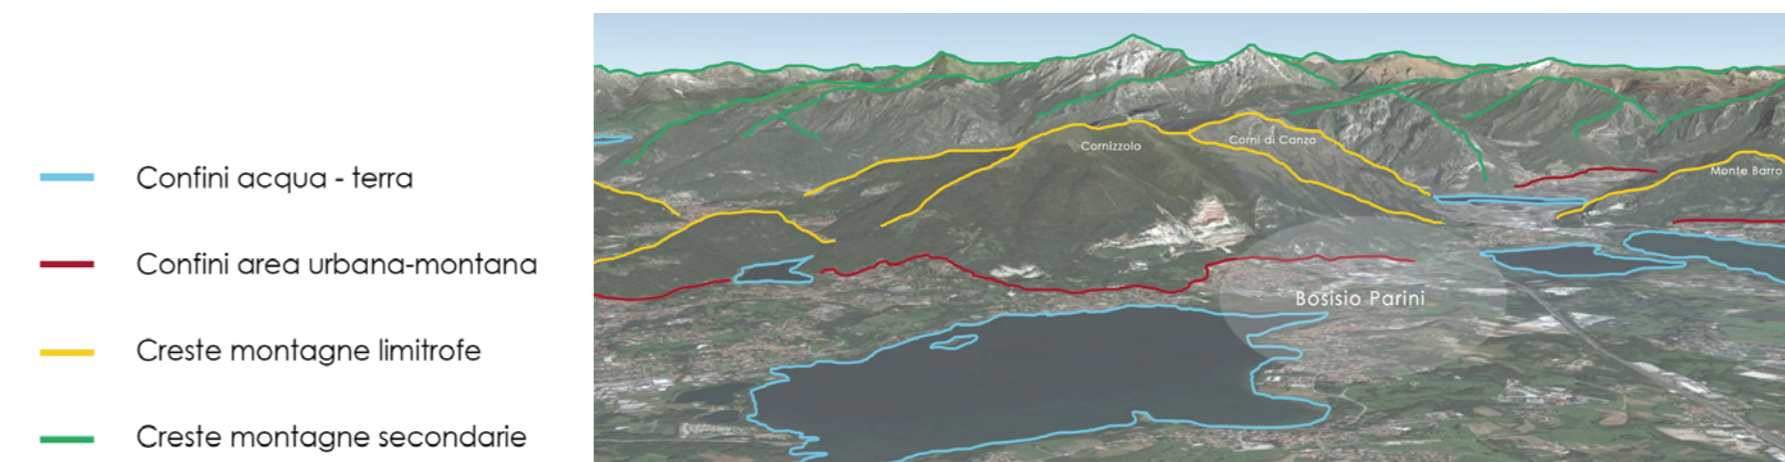 Confini acqua - terra
Confini area urbana-montana
Creste montagne limitrofe
Creste montagne secondarie
Cornizzolo
Corni di Canzo
Monte Barro
Bosisio Parini